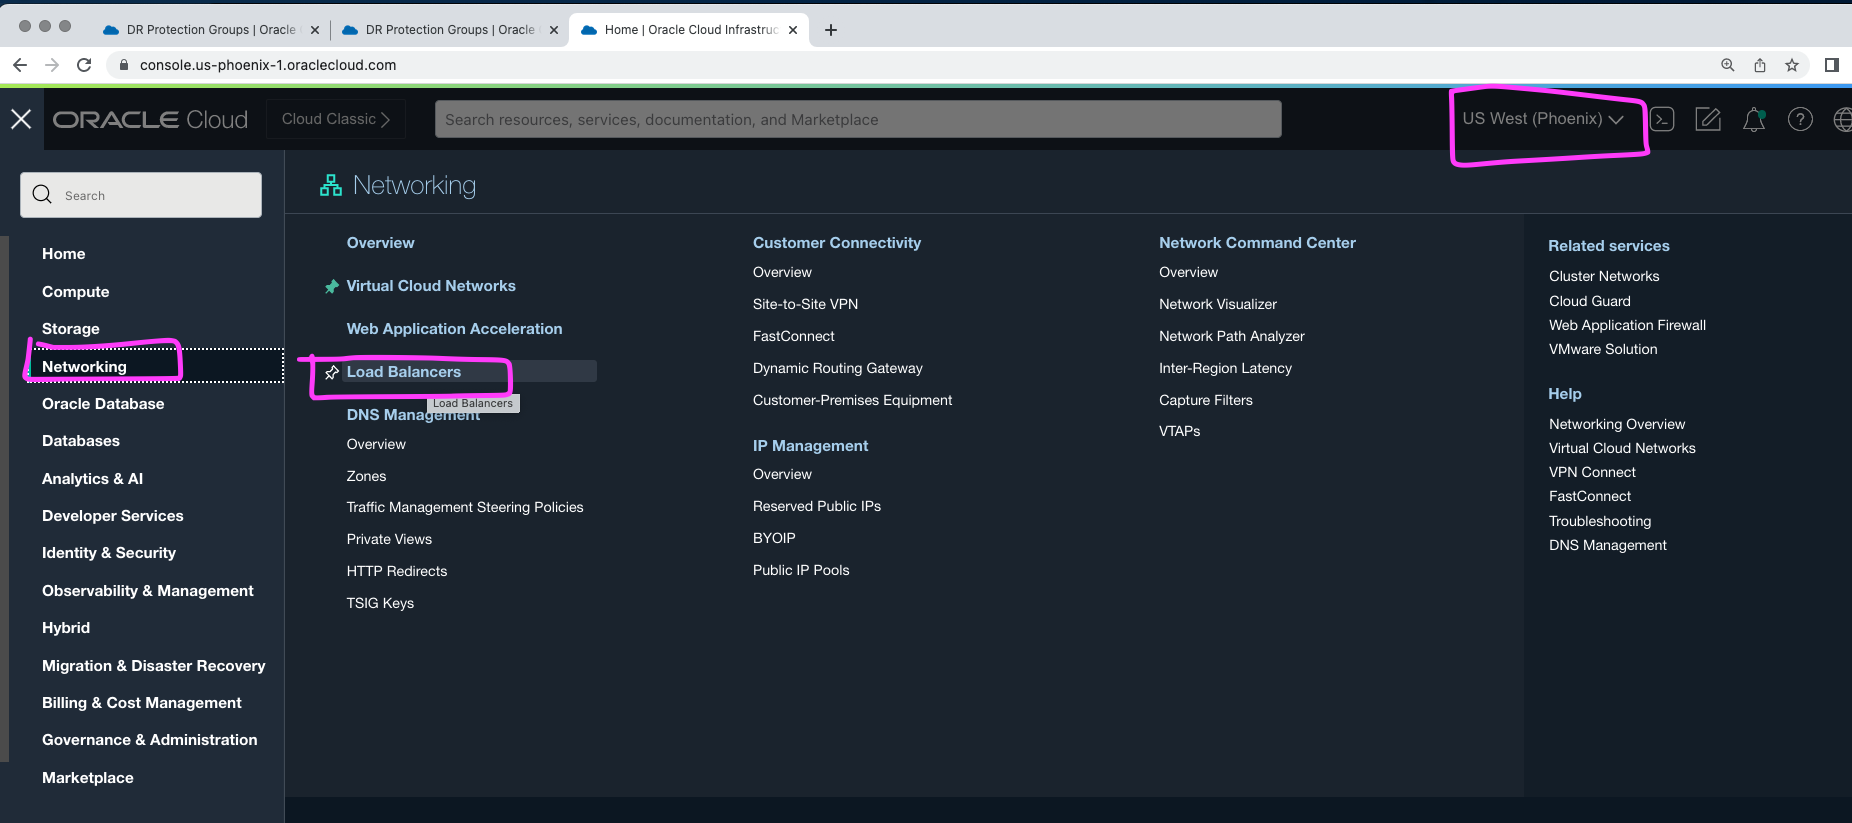 DR Protection Groups | Oracle
DR Protection Groups | Oracle
Home | Oracle Cloud Infrastruc
console.us-phoenix-1.oraclecloud.com
ORACLE Cloud
Cloud Classic
Search resources, services, documentation, and Marketplace
US West (Phoenix)
Search
Home
Compute
Storage
Networking
Oracle Database
Databases
Analytics & AI
Developer Services
Identity & Security
Observability & Management
Hybrid
Migration & Disaster Recovery
Billing & Cost Management
Governance & Administration
Marketplace
Networking
Overview
Virtual Cloud Networks
Web Application Acceleration
Load Balancers
Load Balancers
DNS Management
Overview
Zones
Traffic Management Steering Policies
Private Views
HTTP Redirects
TSIG Keys
Customer Connectivity
Overview
Site-to-Site VPN
FastConnect
Dynamic Routing Gateway
Customer-Premises Equipment
IP Management
Overview
Reserved Public IPs
BYOIP
Public IP Pools
Network Command Center
Overview
Network Visualizer
Network Path Analyzer
Inter-Region Latency
Capture Filters
VTAPs
Related services
Cluster Networks
Cloud Guard
Web Application Firewall
VMware Solution
Help
Networking Overview
Virtual Cloud Networks
VPN Connect
FastConnect
Troubleshooting
DNS Management